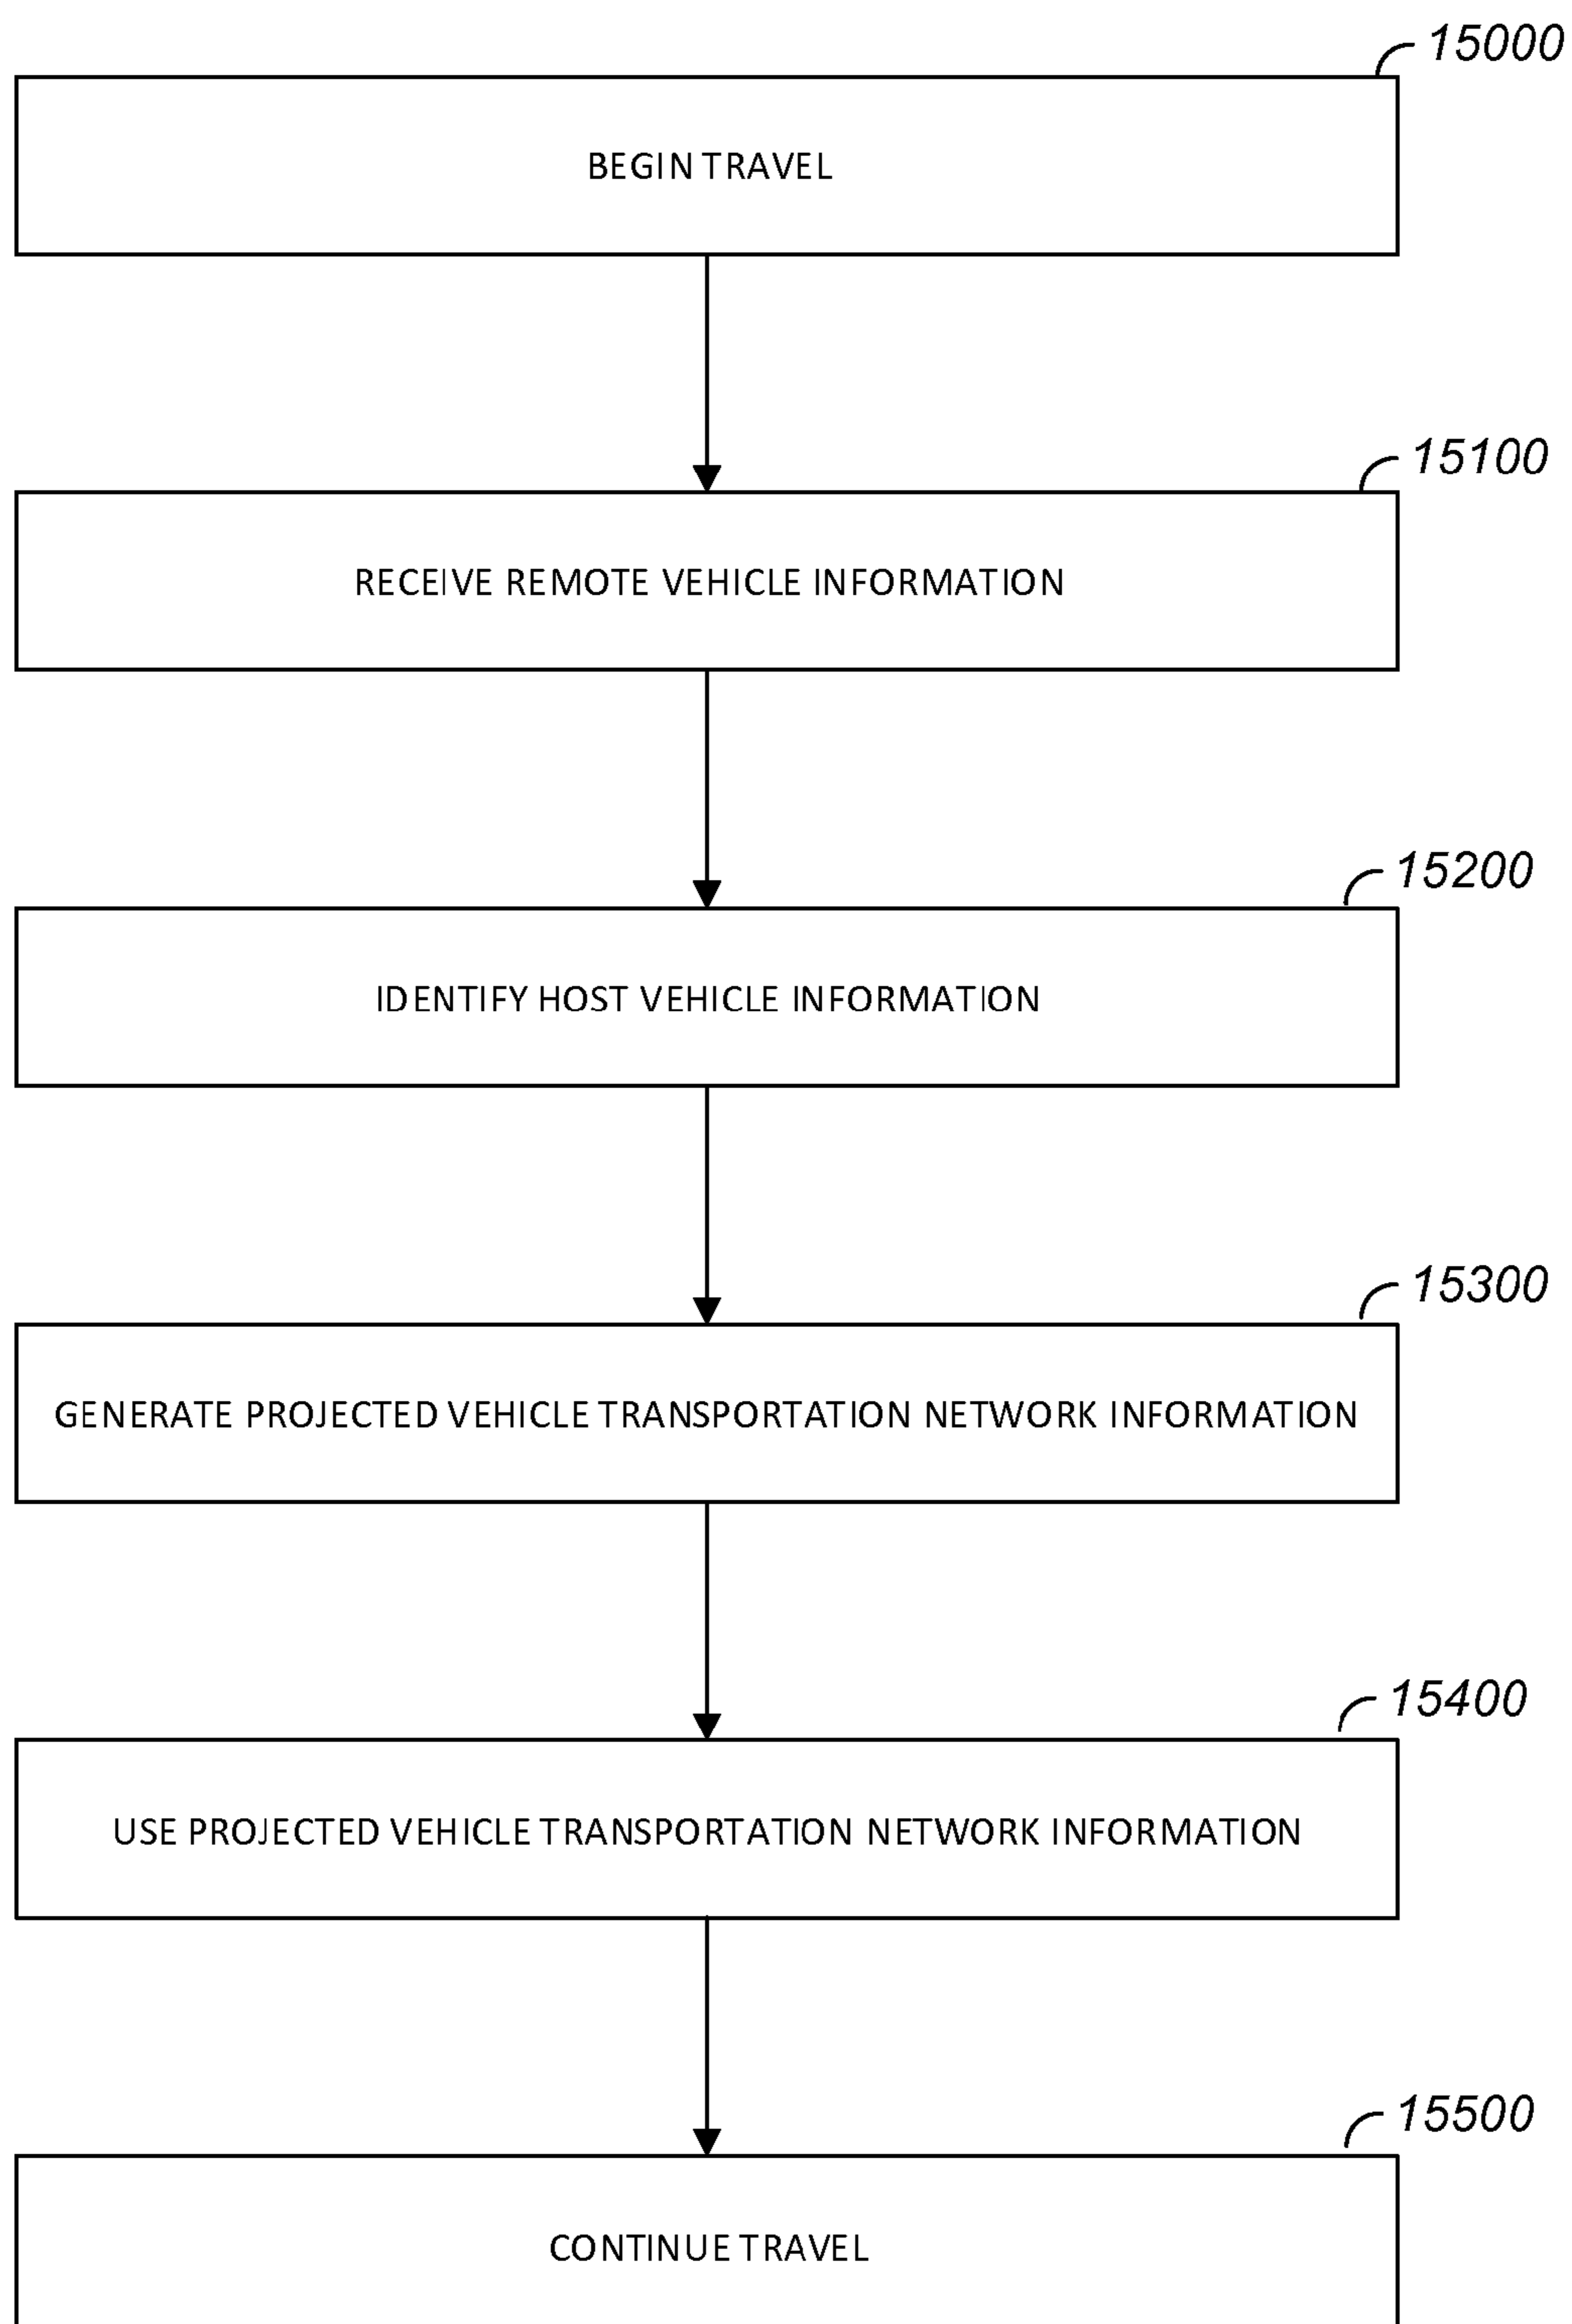 15000
BEGIN TRAVEL
15100
RECEIVE REMOTE VEHICLE INFORMATION
15200
IDENTIFY HOST VEHICLE INFORMATION
15300
GENERATE PROJECTED VEHICLE TRANSPORTATION NETWORK INFORMATION
15400
USE PROJECTED VEHICLE TRANSPORTATION NETWORK INFORMATION
15500
CONTINUE TRAVEL